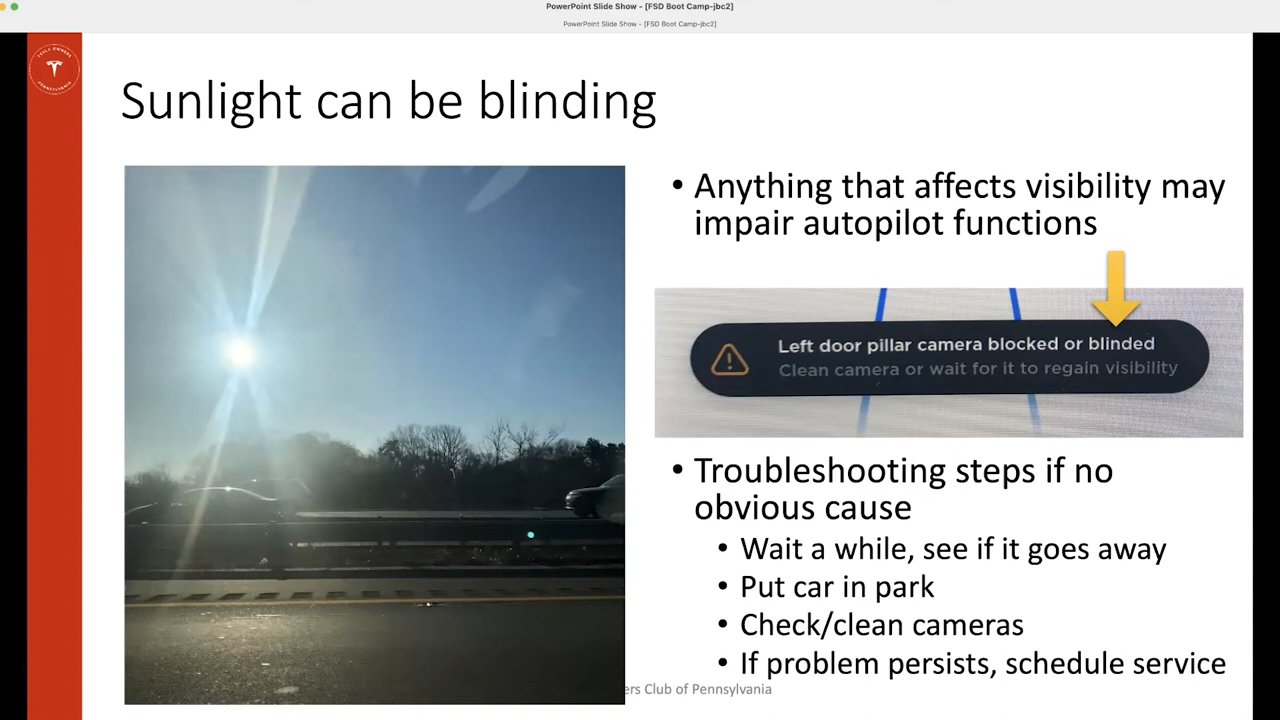 PowerPoint Slide Show - [FSD Boot Camp-jbc2]
PowerPoint Slide Show - [FSD Boot Camp-jbc2]
TESLA OWNERS
PENNSYLVANIA
Sunlight can be blinding
• Anything that affects visibility may
impair autopilot functions
Left door pillar camera blocked or blinded
Clean camera or wait for it to regain visibility
• Troubleshooting steps if no
obvious cause
• Wait a while, see if it goes away
• Put car in park
• Check/clean cameras
• If problem persists, schedule service
ers Club of Pennsylvania